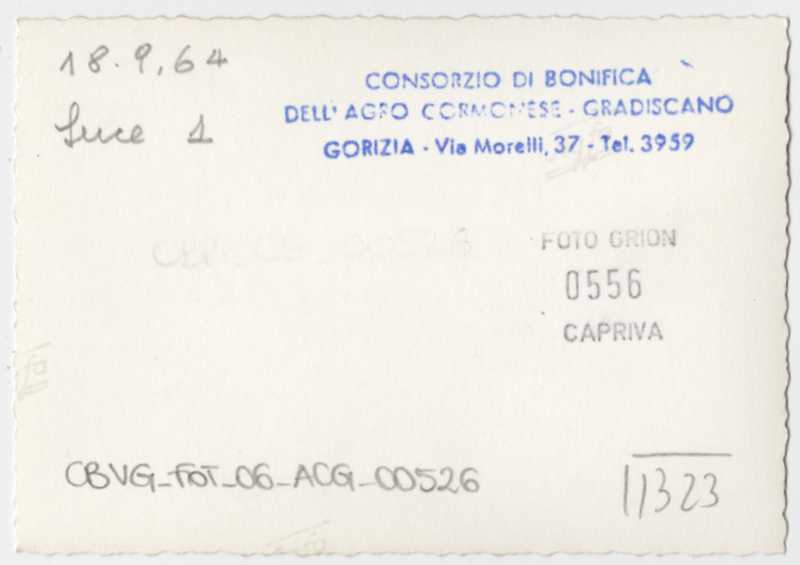 18.9.64
Luce 1
CONSORZIO DI BONIFICA
DELL' AGRO CORMONESE - GRADISCANO
GORIZIA - Via Morelli, 37 - Tel. 3959
FOTO GRION
0556
CAPRIVA
CBVG_FOT_06_ACG_00526
11323